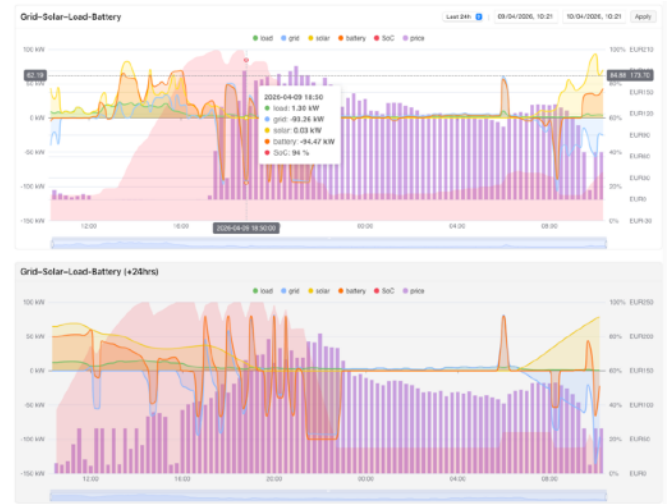 Grid-Solar-Load-Battery
Last 24h 09/04/2026, 10:21 10/04/2026, 10:21 Apply
load grid solar battery SoC price
100 kW 100% EUR210
62.19 84.88 173.70
50 kW
EUR150
0 kW 60% EUR120
-50 kW 40%
-100 kW 20% EUR0
-150 kW 0% EUR-30
2026-04-09 18:50
load: 1.30 kW
grid: -93.26 kW
solar: 0.03 kW
battery: -94.47 kW
SoC: 94 %
12:00 16:00 2026-04-09 18:50:00 00:00 04:00 08:00
Grid-Solar-Load-Battery (+24hrs)
load grid solar battery SoC price
100 kW 100% EUR250
50 kW 80% EUR200
0 kW 60% EUR150
-50 kW 40% EUR100
-100 kW 20% EUR50
-150 kW 0% EUR0
12:00 16:00 20:00 00:00 04:00 08:00